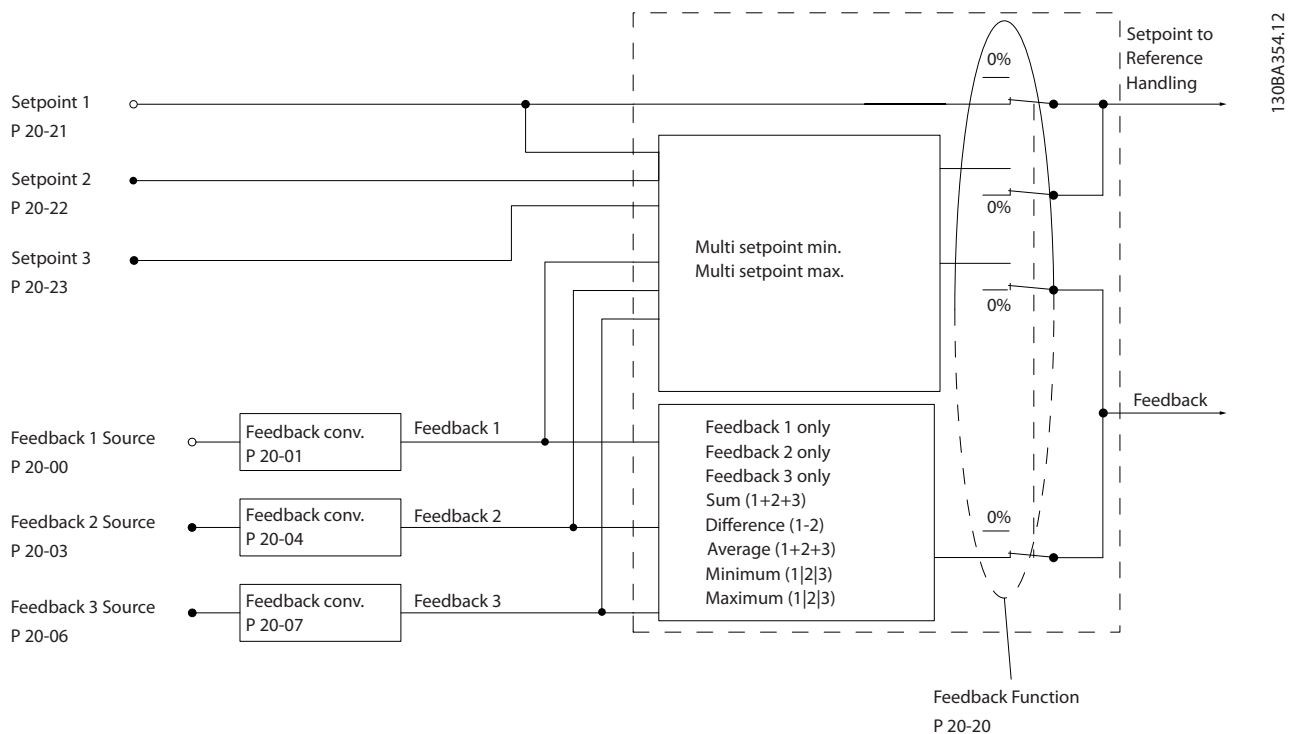 130BA354.12
Setpoint to
Reference
Handling
0%
Setpoint 1
P 20-21
Setpoint 2
P 20-22
0%
Setpoint 3
P 20-23
Multi setpoint min.
Multi setpoint max.
0%
Feedback
Feedback 1 Source
P 20-00
Feedback conv.
P 20-01
Feedback 1
Feedback 2 Source
P 20-03
Feedback conv.
P 20-04
Feedback 2
Feedback 3 Source
P 20-06
Feedback conv.
P 20-07
Feedback 3
Feedback 1 only
Feedback 2 only
Feedback 3 only
Sum (1+2+3)
Difference (1-2)
Average (1+2+3)
Minimum (1|2|3)
Maximum (1|2|3)
0%
Feedback Function
P 20-20